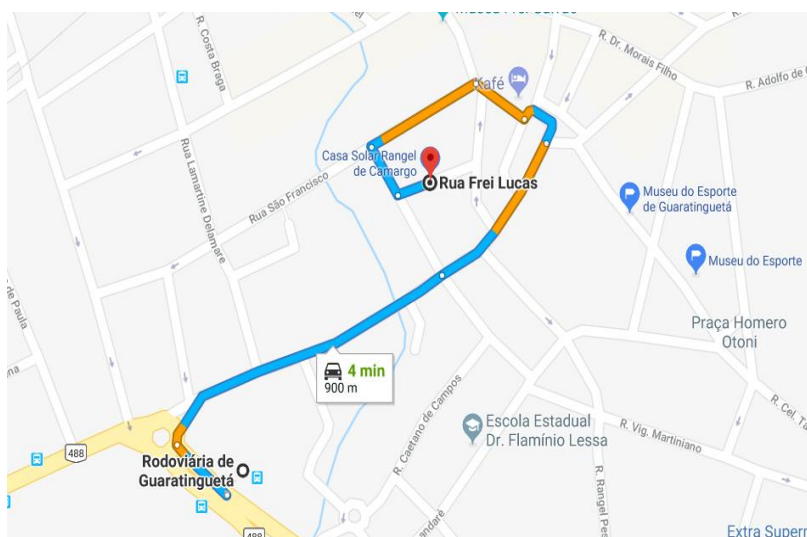 R. Costa Braga
Kafé
R. Dr. Morais Filho
R. Adolfo de
Casa Solar Rangel
de Camargo
Rua Frei Lucas
Rua Lamartine Delamare
Rua São Francisco
Museu do Esporte
de Guaratinguetá
Museu do Esporte
de Paula
Praça Homero
Otoni
4 min
900 m
R. Caetano de Campos
Escola Estadual
Dr. Flamínio Lessa
R. Vig. Martiniano
R. Cel. Ta
488
Rodoviária de
Guaratinguetá
R. Rangel Pes
488
Extra Superm